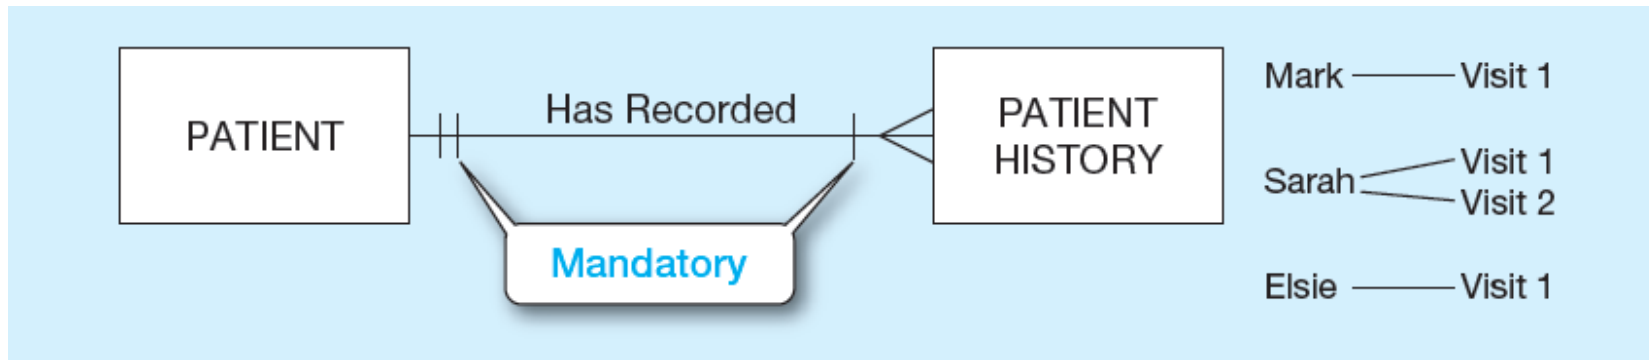 PATIENT
Has Recorded
Mandatory
PATIENT
HISTORY
Mark
Visit 1
Sarah
Visit 1
Visit 2
Elsie
Visit 1